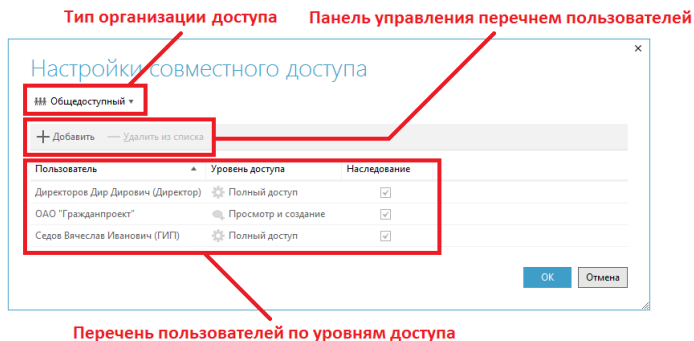 Тип организации доступа
Панель управления перечнем пользователей
Настройки совместного доступа
Общедоступный
Добавить Удалить из списка
Пользователь Уровень доступа Наследование
Директоров Дир Дирович (Директор) Полный доступ
ОАО "Гражданпроект" Просмотр и создание
Седов Вячеслав Иванович (ГИП) Полный доступ
OK Отмена
Перечень пользователей по уровням доступа